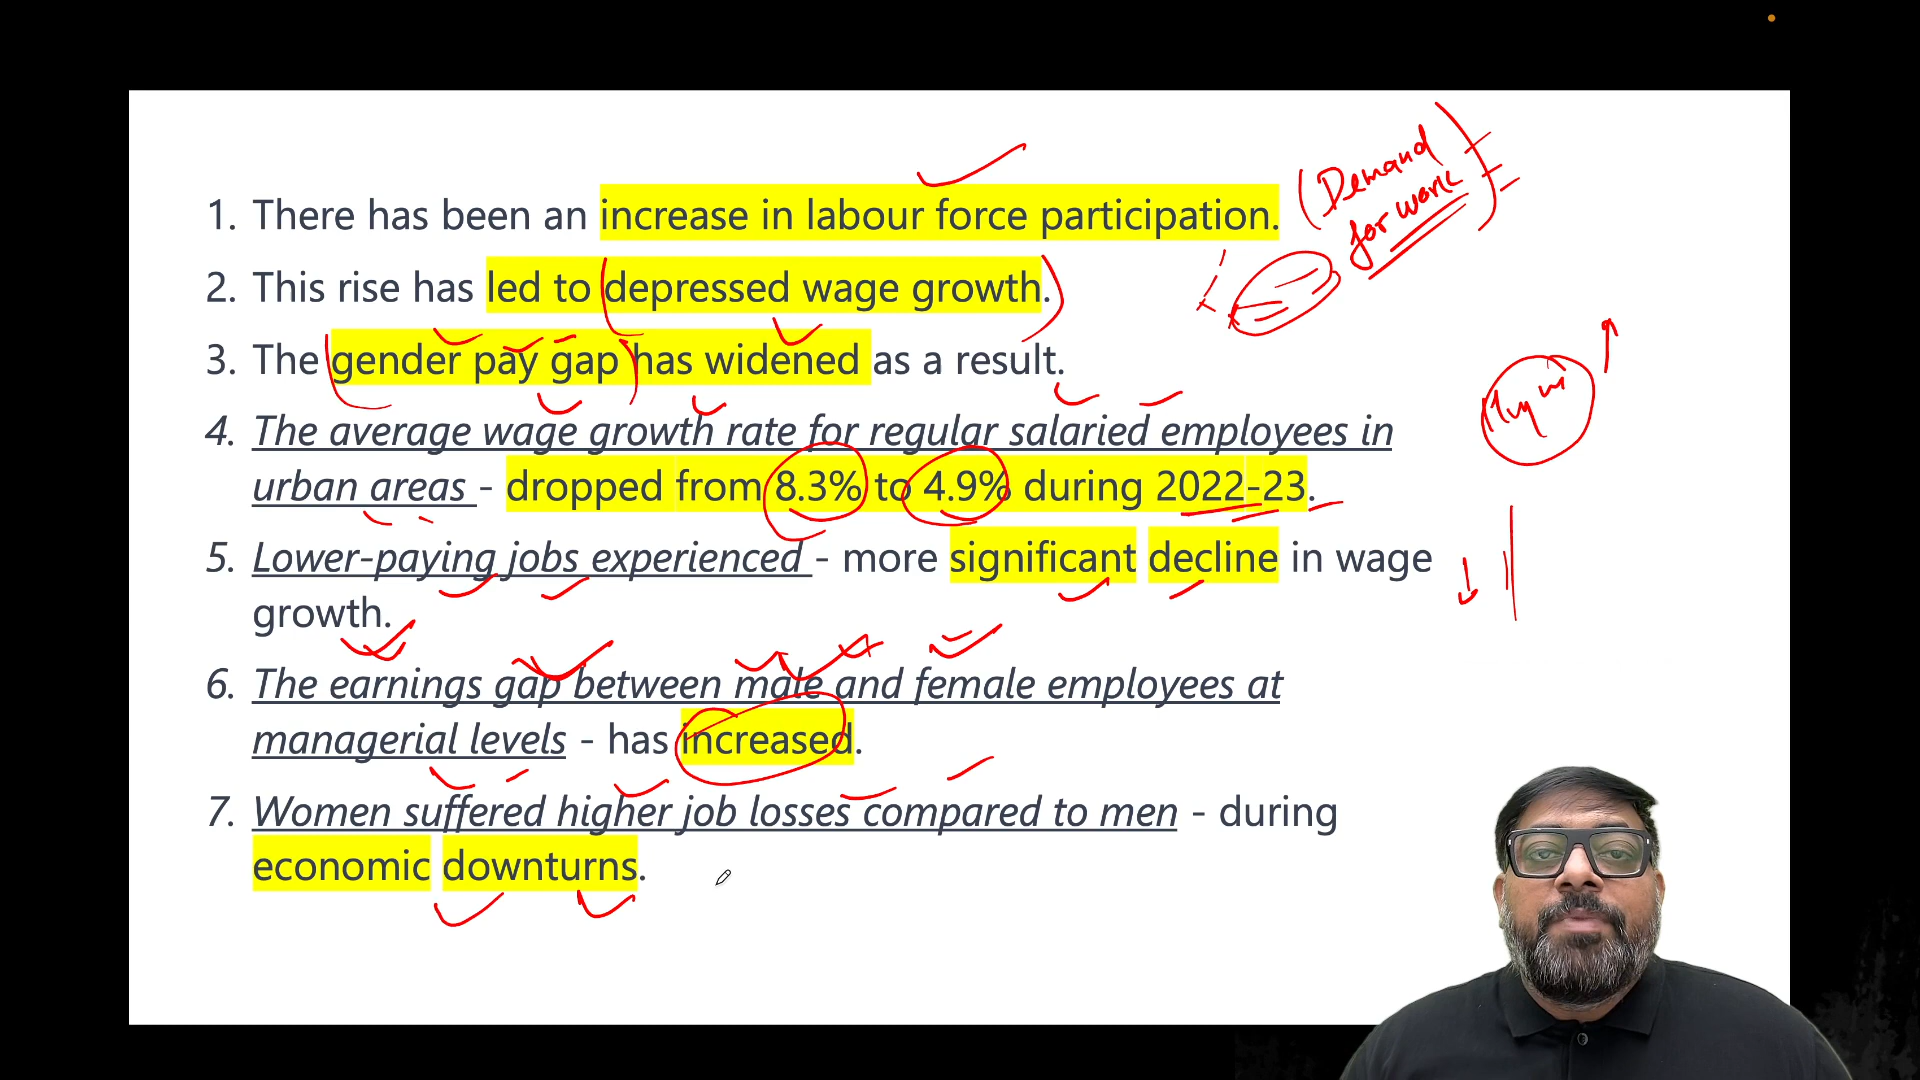 1. There has been an increase in labour force participation.
(Demand
for work)
2. This rise has led to depressed wage growth.
3. The gender pay gap has widened as a result.
4. The average wage growth rate for regular salaried employees in
urban areas - dropped from 8.3% to 4.9% during 2022-23.
5. Lower-paying jobs experienced - more significant decline in wage
growth.
6. The earnings gap between male and female employees at
managerial levels - has increased.
7. Women suffered higher job losses compared to men - during
economic downturns.